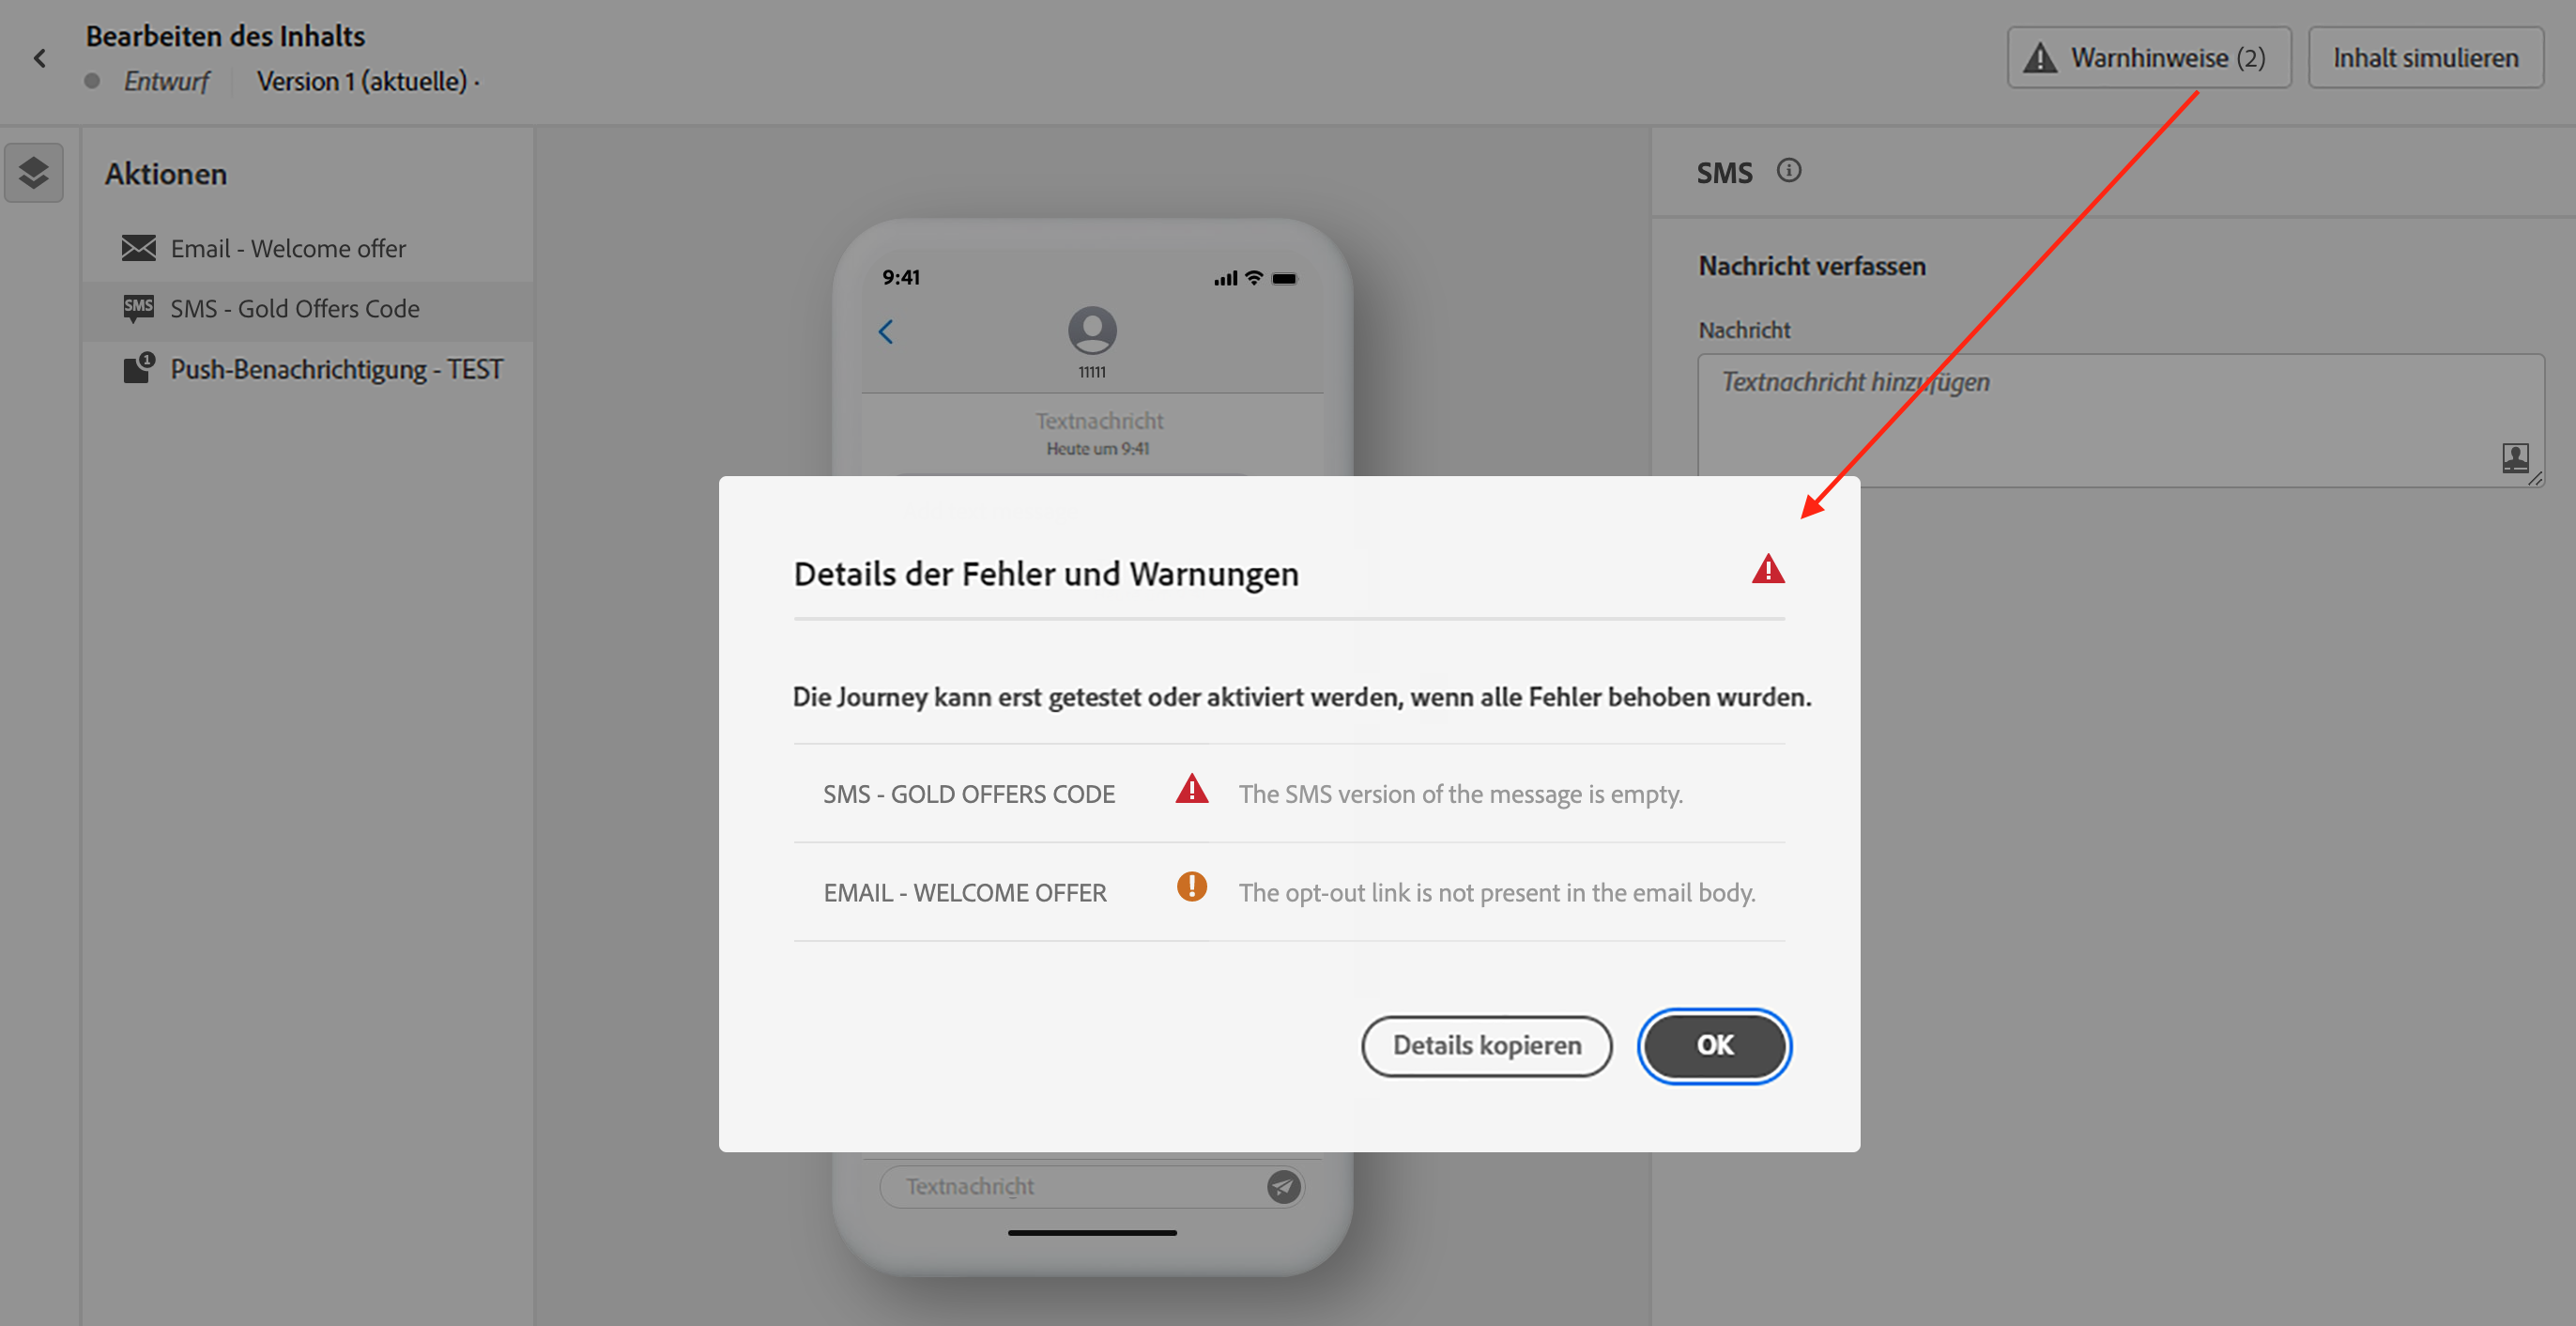 Bearbeiten des Inhalts
Entwurf
Version 1 (aktuelle) ·
Warnhinweise (2)
Inhalt simulieren
Aktionen
Email - Welcome offer
SMS
SMS - Gold Offers Code
1
Push-Benachrichtigung - TEST
9:41
11111
Textnachricht
Heute um 9:41
SMS
Nachricht verfassen
Nachricht
Textnachricht hinzufügen
Details der Fehler und Warnungen
Die Journey kann erst getestet oder aktiviert werden, wenn alle Fehler behoben wurden.
SMS - GOLD OFFERS CODE
The SMS version of the message is empty.
EMAIL - WELCOME OFFER
The opt-out link is not present in the email body.
Details kopieren
OK
Textnachricht